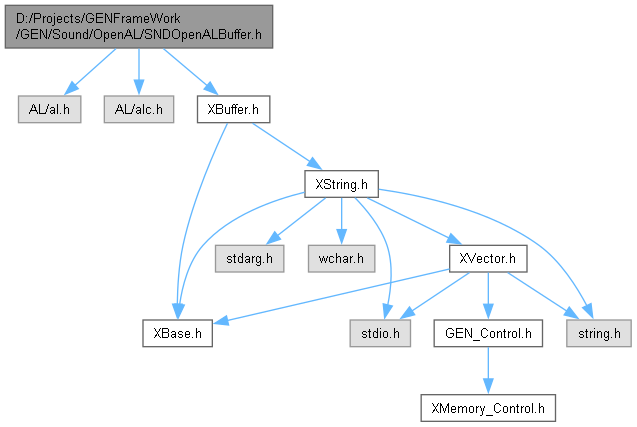 D:/Projects/GENFrameWork
/GEN/Sound/OpenAL/SNDOpenALBuffer.h
AL/al.h
AL/alc.h
XBuffer.h
XString.h
stdarg.h
wchar.h
XVector.h
XBase.h
stdio.h
GEN_Control.h
string.h
XMemory_Control.h